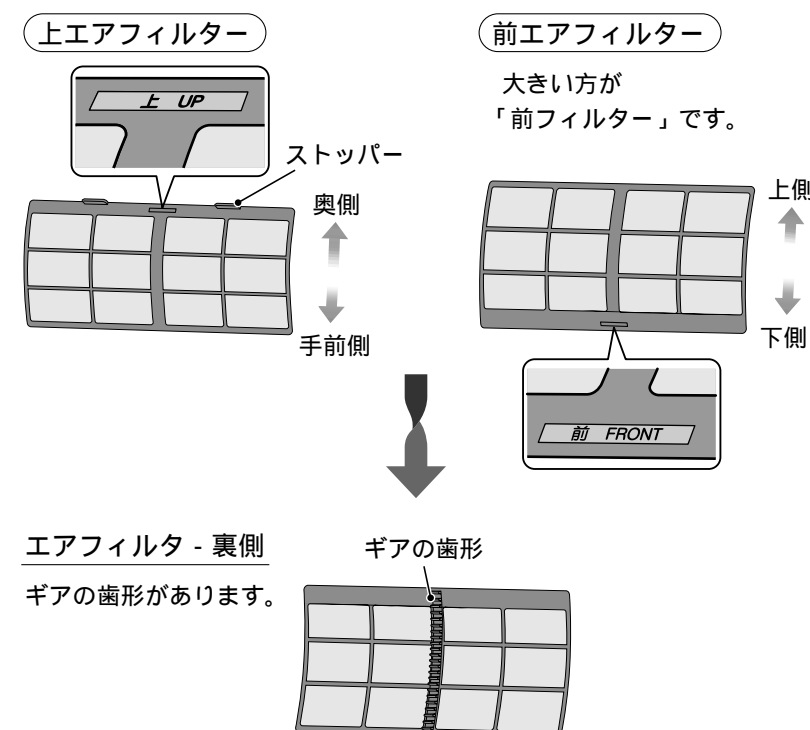 上エアフィルター
上 UP
ストッパー
奥側
手前側
前エアフィルター
大きい方が
「前フィルター」です。
上側
下側
前 FRONT
エアフィルタ - 裏側
ギアの歯形があります。
ギアの歯形